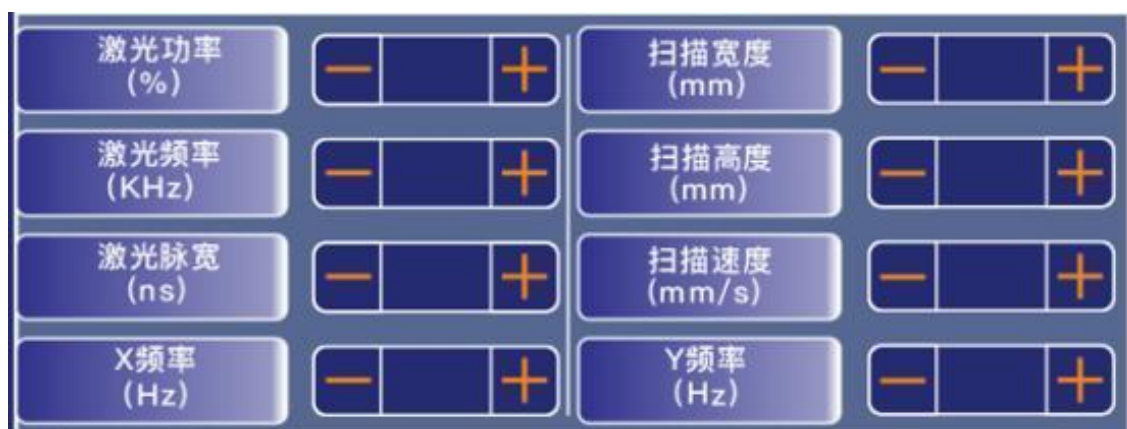 激光功率
(%)
扫描宽度
(mm)
激光频率
(KHz)
扫描高度
(mm)
激光脉宽
(ns)
扫描速度
(mm/s)
X频率
(Hz)
Y频率
(Hz)